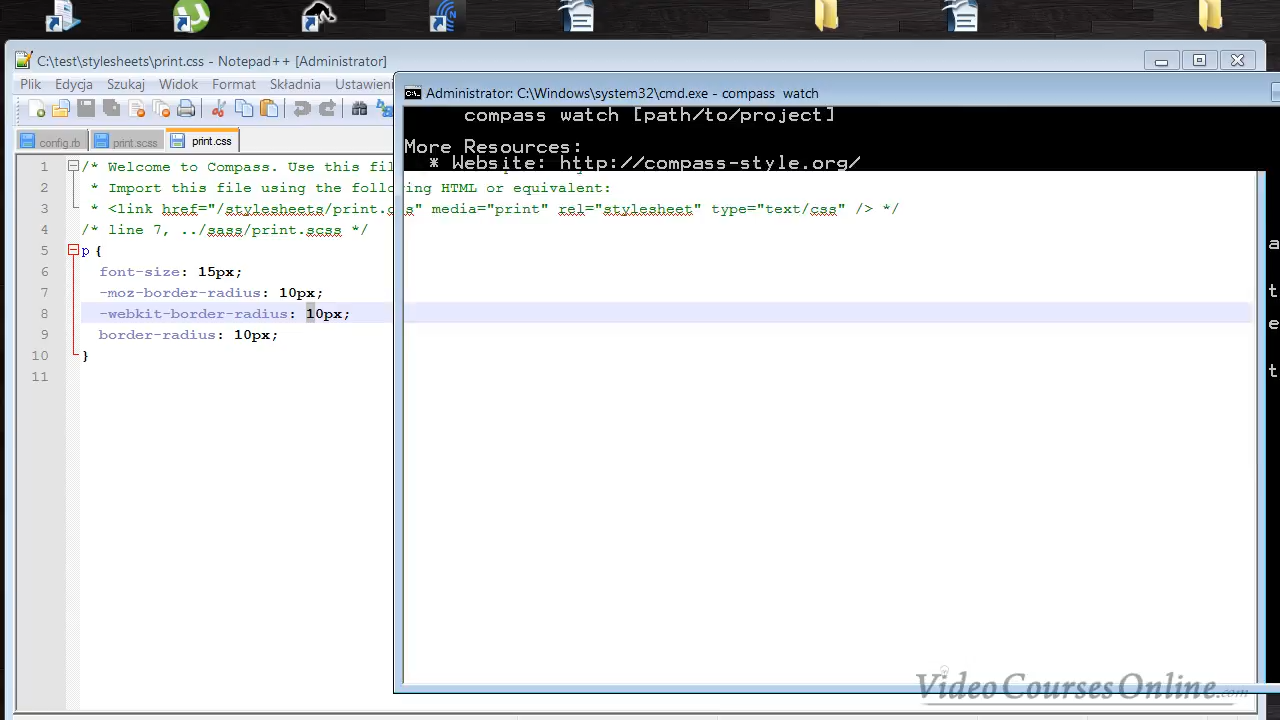 C:\test\stylesheets\print.css - Notepad++ [Administrator]
Plik Edycja Szukaj Widok Format Składnia Ustawien
Administrator: C:\Windows\system32\cmd.exe - compass watch
compass watch [path/to/project]
More Resources:
* Website: http://compass-style.org/
config.rb print.scss print.css
1 /* Welcome to Compass. Use this fil
2 * Import this file using the following HTML or equivalent:
3 * <link href="/stylesheets/print.css" media="print" rel="stylesheet" type="text/css" /> */
4 /* line 7, ../sass/print.scss */
5 p {
6 font-size: 15px;
7 -moz-border-radius: 10px;
8 -webkit-border-radius: 10px;
9 border-radius: 10px;
10 }
11
a
t
e
t
VideoCoursesOnline.com